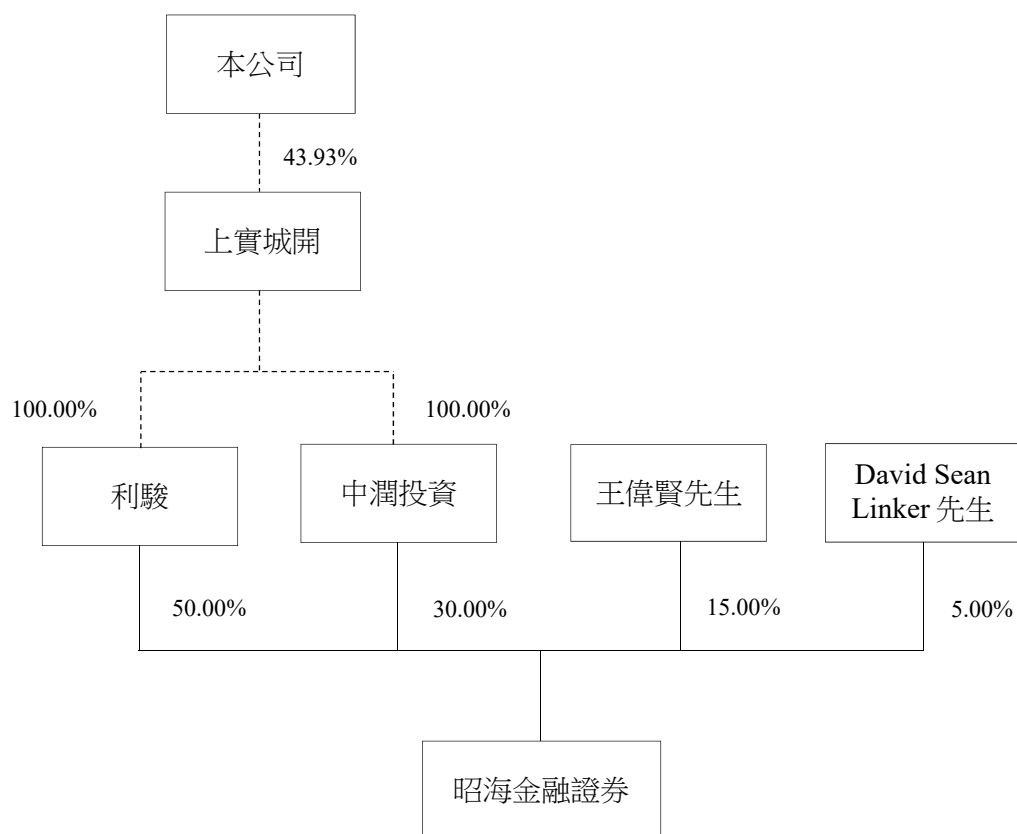 本公司
43.93%
上實城開
100.00%
100.00%
利駿
中潤投資
王偉賢先生
David Sean
Linker 先生
50.00%
30.00%
15.00%
5.00%
昭海金融證券